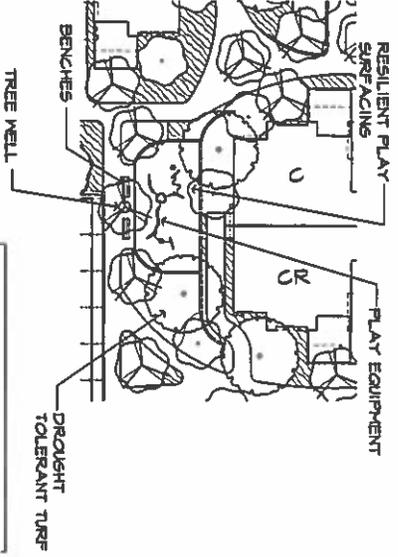 RESILIENT PLAY
SURFACING
PLAY EQUIPMENT
C
CR
BENCHES
TREE WELL
DROUGHT
TOLERANT TURF